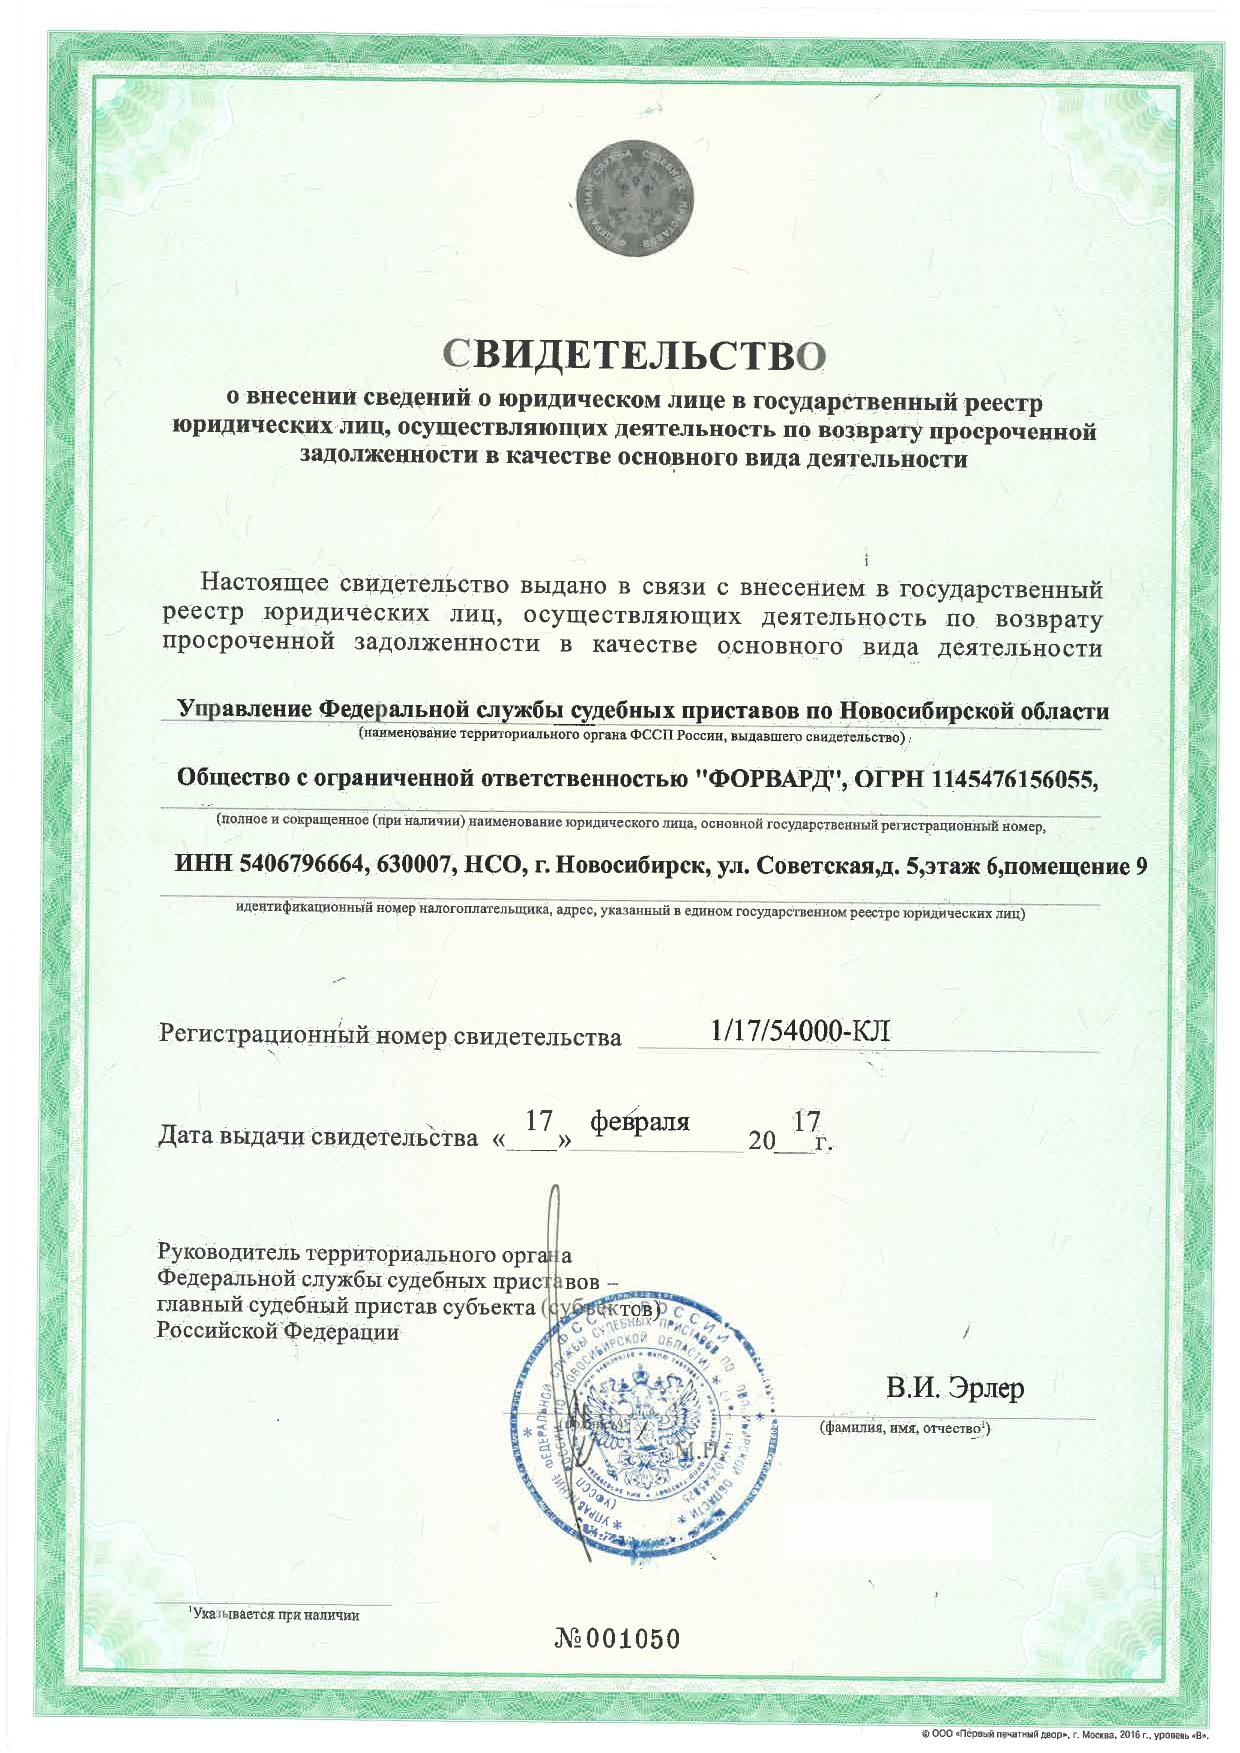 ФЕДЕРАЛЬНАЯ СЛУЖБА СУДЕБНЫХ ПРИСТАВОВ
СВИДЕТЕЛЬСТВО
о внесении сведений о юридическом лице в государственный реестр
юридических лиц, осуществляющих деятельность по возврату просроченной
задолженности в качестве основного вида деятельности
Настоящее свидетельство выдано в связи с внесением в государственный
реестр юридических лиц, осуществляющих деятельность по возврату
просроченной задолженности в качестве основного вида деятельности
Управление Федеральной службы судебных приставов по Новосибирской области
(наименование территориального органа ФССП России, выдавшего свидетельство)
Общество с ограниченной ответственностью "ФОРВАРД", ОГРН 1145476156055,
(полное и сокращенное (при наличии) наименование юридического лица, основной государственный регистрационный номер,
ИНН 5406796664, 630007, НСО, г. Новосибирск, ул. Советская,д. 5,этаж 6,помещение 9
идентификационный номер налогоплательщика, адрес, указанный в едином государственном реестре юридических лиц)
Регистрационный номер свидетельства 1/17/54000-КЛ
Дата выдачи свидетельства «17» февраля 2017г.
Руководитель территориального органа
Федеральной службы судебных приставов –
главный судебный пристав субъекта (субъектов)
Российской Федерации
В.И. Эрлер
(фамилия, имя, отчество¹)
М.П.
¹Указывается при наличии
№001050
© ООО «Первый печатный двор», г. Москва, 2016 г., уровень «В».